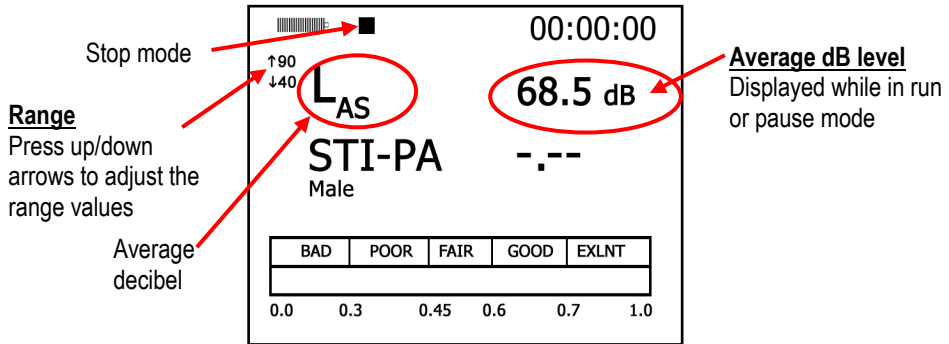 Stop mode
00:00:00
↑90
↓40
LAS
68.5 dB
Average dB level
Displayed while in run
or pause mode
Range
Press up/down
arrows to adjust the
range values
STI-PA -.--
Male
Average
decibel
BAD POOR FAIR GOOD EXLNT
0.0 0.3 0.45 0.6 0.7 1.0